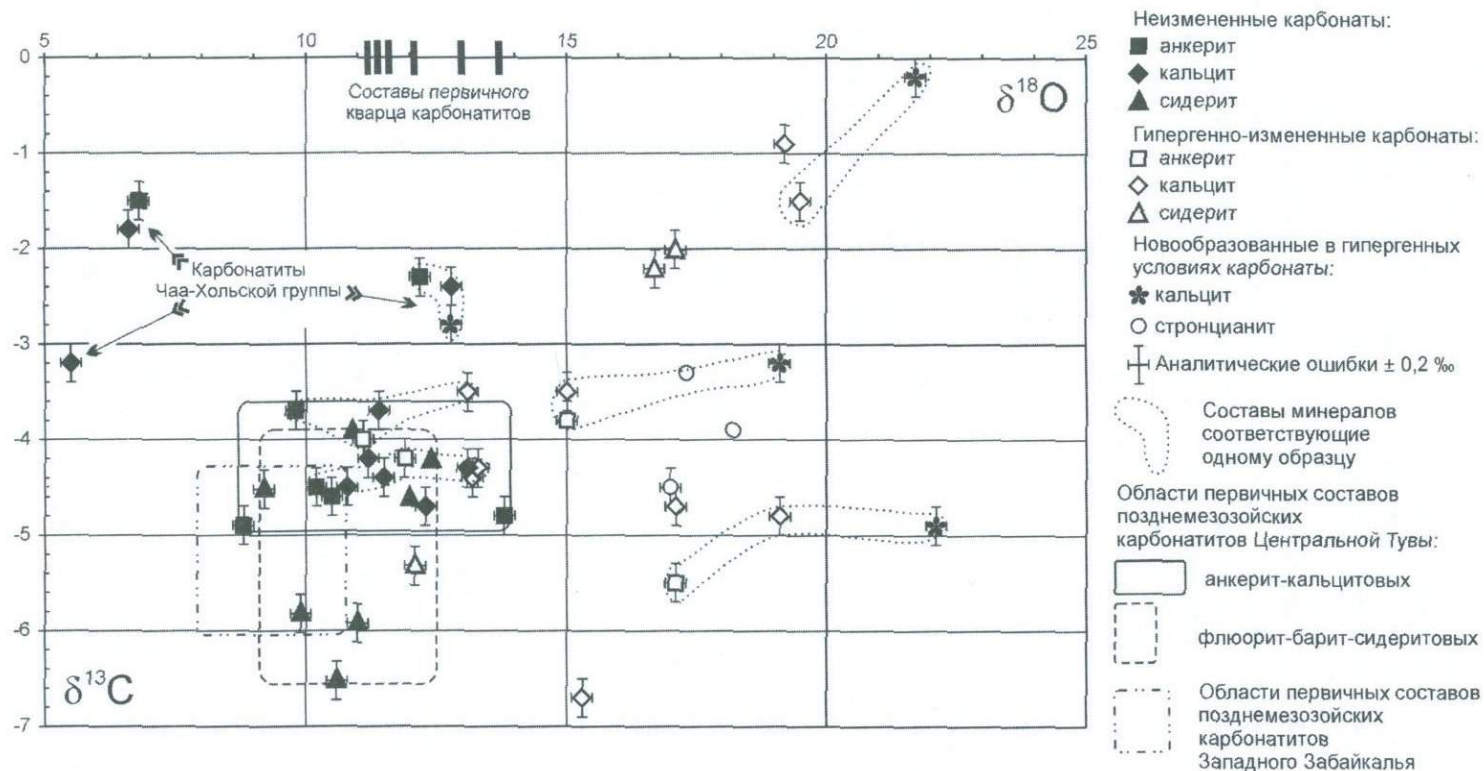 5 10 15 20 25
0
-1
-2
-3
-4
-5
-6
-7
Составы первичного
кварца карбонатитов
δ¹⁸O
Карбонатиты
Чаа-Хольской группы
δ¹³C
Неизмененные карбонаты:
анкерит
кальцит
сидерит
Гипергенно-измененные карбонаты:
анкерит
кальцит
сидерит
Новообразованные в гипергенных
условиях карбонаты:
кальцит
стронцианит
Аналитические ошибки ± 0,2 ‰
Составы минералов
соответствующие
одному образцу
Области первичных составов
позднемезозойских
карбонатитов Центральной Тувы:
анкерит-кальцитовых
флюорит-барит-сидеритовых
Области первичных составов
позднемезозойских
карбонатитов
Западного Забайкалья